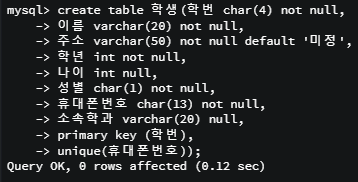 mysql> create table 학생(학번 char(4) not null,
    -> 이름 varchar(20) not null,
    -> 주소 varchar(50) not null default '미정',
    -> 학년 int not null,
    -> 나이 int null,
    -> 성별 char(1) not null,
    -> 휴대폰번호 char(13) not null,
    -> 소속학과 varchar(20) null,
    -> primary key (학번),
    -> unique(휴대폰번호));
Query OK, 0 rows affected (0.12 sec)